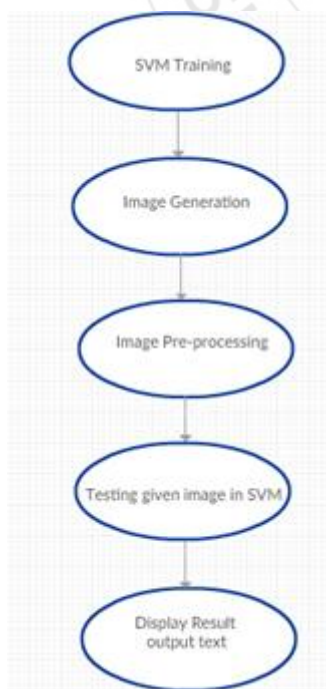 SVM Training
Image Generation
Image Pre-processing
Testing given image in SVM
Display Result
output text